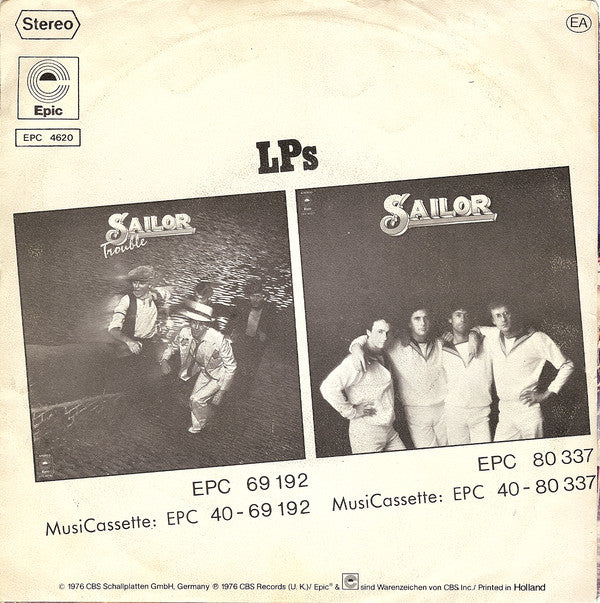 Stereo
EA
Epic
EPC 4620
LPs
SAILOR
Trouble
SAILOR
EPC 69 192
MusiCassette: EPC 40-69 192
EPC 80 337
MusiCassette: EPC 40-80 337
© 1976 CBS Schallplatten GmbH, Germany ℗ 1976 CBS Records (U. K.)/ Epic® & sind Warenzeichen von CBS Inc./ Printed in Holland